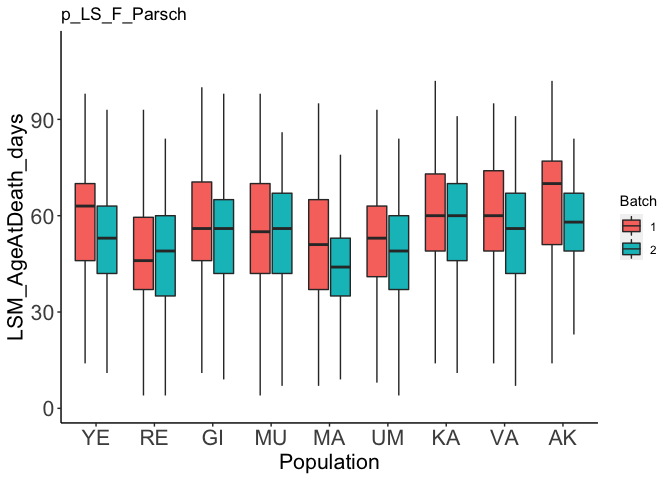 p_LS_F_Parsch
LSM_AgeAtDeath_days
90
60
30
0
YE RE GI MU MA UM KA VA AK
Population
Batch
1
2